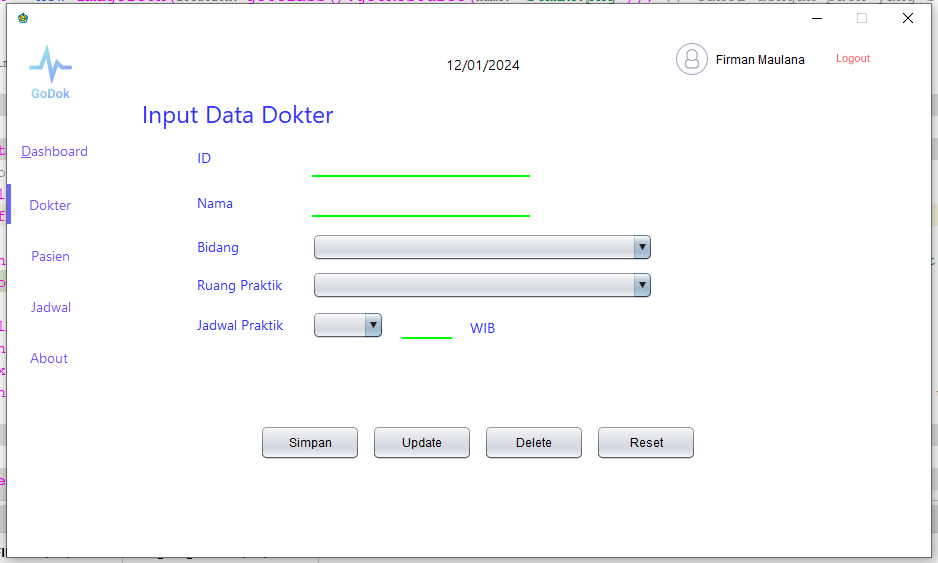 12/01/2024
Firman Maulana
Logout
GoDok
Input Data Dokter
Dashboard
Dokter
Pasien
Jadwal
About
ID
Nama
Bidang
Ruang Praktik
Jadwal Praktik
WIB
Simpan
Update
Delete
Reset